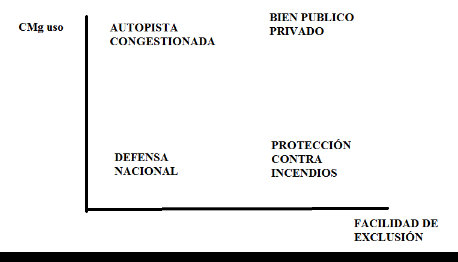 CMg uso
AUTOPISTA
CONGESTIONADA
BIEN PUBLICO
PRIVADO
DEFENSA
NACIONAL
PROTECCIÓN
CONTRA
INCENDIOS
FACILIDAD DE
EXCLUSIÓN